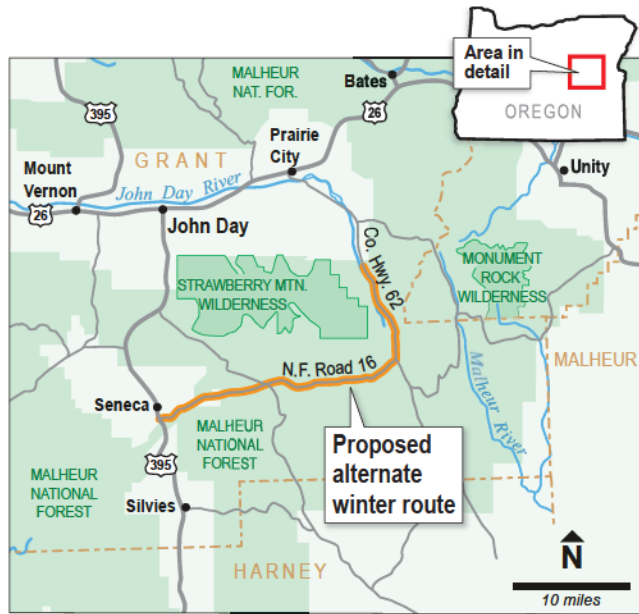 Area in
detail
OREGON
MALHEUR
NAT. FOR.
Bates
395
26
GRANT
Prairie
City
Unity
Mount
Vernon
John Day River
26
John Day
Co. Hwy. 62
STRAWBERRY MTN.
WILDERNESS
MONUMENT
ROCK
WILDERNESS
MALHEUR
N.F. Road 16
Malheur River
Seneca
MALHEUR
NATIONAL
FOREST
Proposed
alternate
winter route
395
MALHEUR
NATIONAL
FOREST
Silvies
HARNEY
N
10 miles